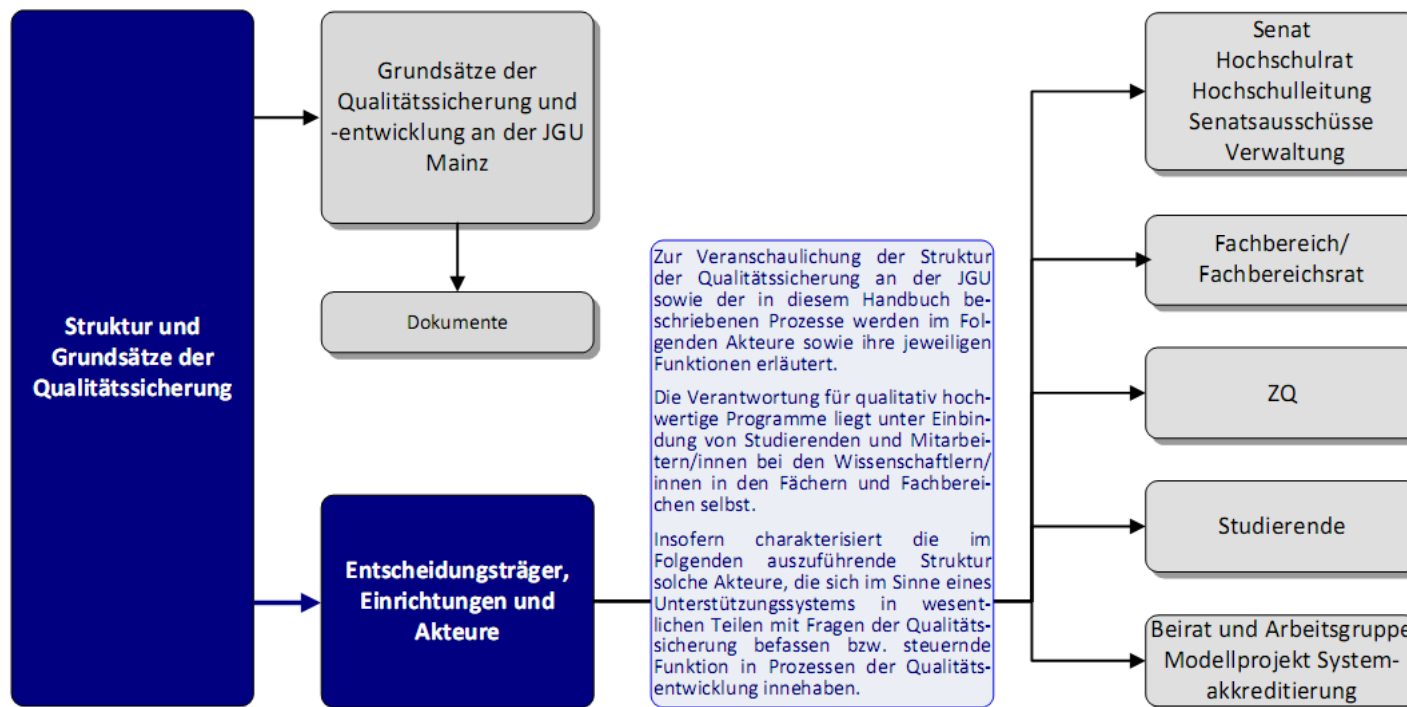 Struktur und
Grundsätze der
Qualitätssicherung
Grundsätze der
Qualitätssicherung und
-entwicklung an der JGU
Mainz
Dokumente
Entscheidungsträger,
Einrichtungen und
Akteure
Zur Veranschaulichung der Struktur
der Qualitätssicherung an der JGU
sowie der in diesem Handbuch be-
schriebenen Prozesse werden im Fol-
genden Akteure sowie ihre jeweiligen
Funktionen erläutert.
Die Verantwortung für qualitativ hoch-
wertige Programme liegt unter Einbin-
dung von Studierenden und Mitarbei-
tern/innen bei den Wissenschaftlern/
innen in den Fächern und Fachberei-
chen selbst.
Insofern charakterisiert die im
Folgenden auszuführende Struktur
solche Akteure, die sich im Sinne eines
Unterstützungssystems in wesent-
lichen Teilen mit Fragen der Qualitäts-
sicherung befassen bzw. steuernde
Funktion in Prozessen der Qualitäts-
entwicklung innehaben.
Senat
Hochschulrat
Hochschulleitung
Senatsausschüsse
Verwaltung
Fachbereich/
Fachbereichsrat
ZQ
Studierende
Beirat und Arbeitsgruppe
Modellprojekt System-
akkreditierung